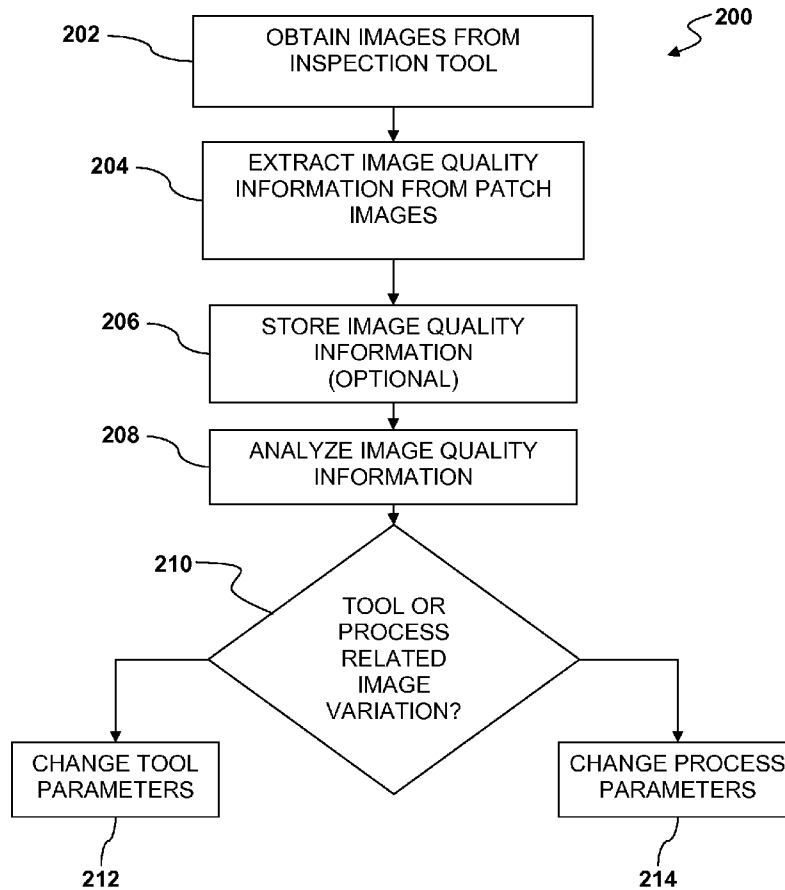 200
202
OBTAIN IMAGES FROM
INSPECTION TOOL
204
EXTRACT IMAGE QUALITY
INFORMATION FROM PATCH
IMAGES
206
STORE IMAGE QUALITY
INFORMATION
(OPTIONAL)
208
ANALYZE IMAGE QUALITY
INFORMATION
210
TOOL OR
PROCESS
RELATED
IMAGE
VARIATION?
CHANGE TOOL
PARAMETERS
212
CHANGE PROCESS
PARAMETERS
214